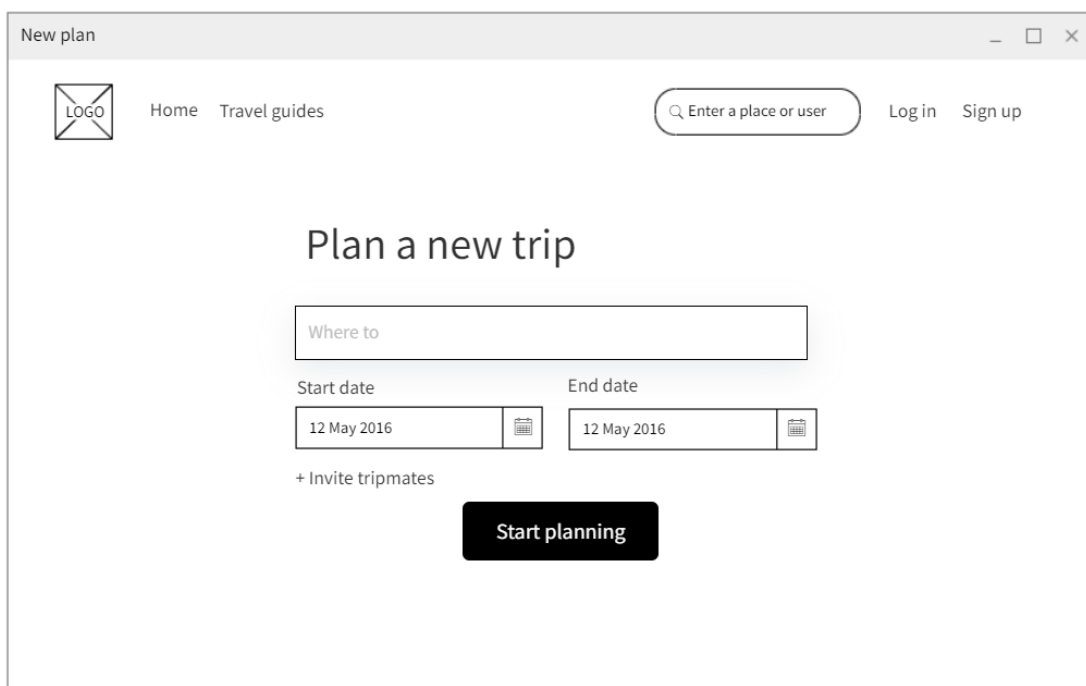 New plan
LOGO Home Travel guides Enter a place or user Log in Sign up
Plan a new trip
Where to
Start date End date
12 May 2016 12 May 2016
+ Invite tripmates
Start planning